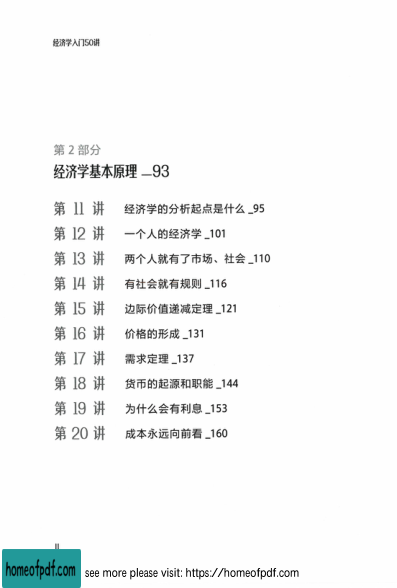 经济学入门50讲
第 2 部分
经济学基本原理 _93
第 11 讲 经济学的分析起点是什么 _95
第 12 讲 一个人的经济学 _101
第 13 讲 两个人就有了市场、社会 _110
第 14 讲 有社会就有规则 _116
第 15 讲 边际价值递减定理 _121
第 16 讲 价格的形成 _131
第 17 讲 需求定理 _137
第 18 讲 货币的起源和职能 _144
第 19 讲 为什么会有利息 _153
第 20 讲 成本永远向前看 _160
II
homeofpdf.com see more please visit: https://homeofpdf.com